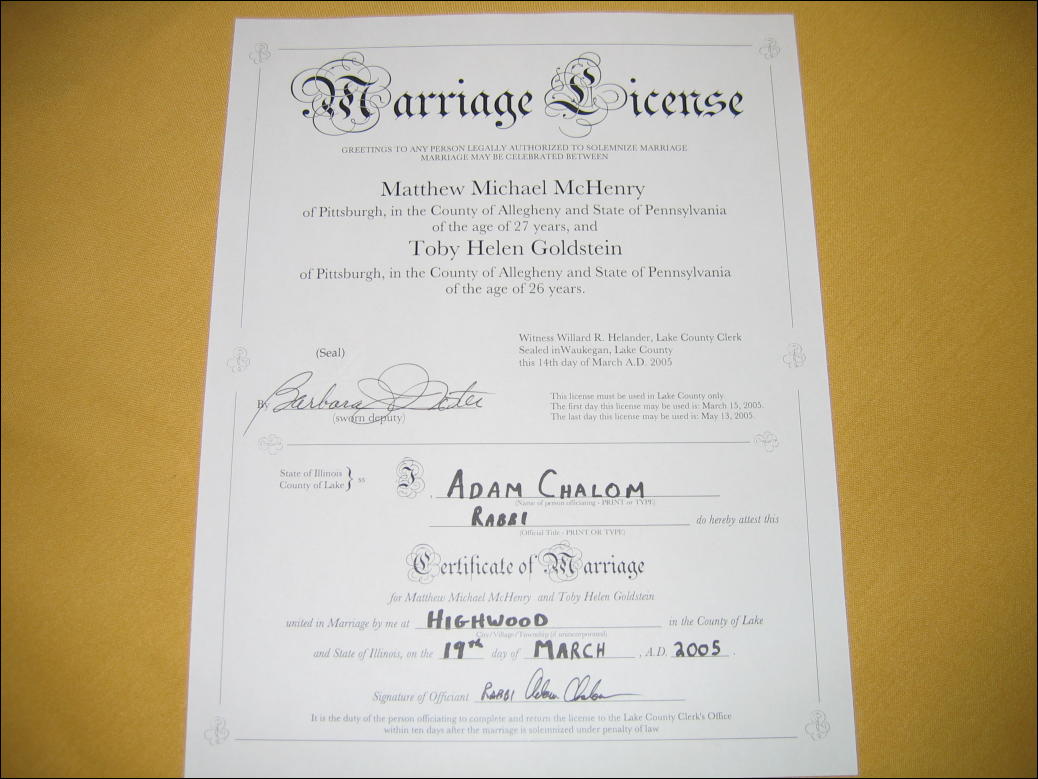 Marriage License
GREETINGS TO ANY PERSON LEGALLY AUTHORIZED TO SOLEMNIZE MARRIAGE
MARRIAGE MAY BE CELEBRATED BETWEEN
Matthew Michael McHenry
of Pittsburgh, in the County of Allegheny and State of Pennsylvania
of the age of 27 years, and
Toby Helen Goldstein
of Pittsburgh, in the County of Allegheny and State of Pennsylvania
of the age of 26 years.
Witness Willard R. Helander, Lake County Clerk
Sealed inWaukegan, Lake County
this 14th day of March A.D. 2005
(Seal)
By Barbara
(sworn deputy)
This license must be used in Lake County only.
The first day this license may be used is: March 15, 2005.
The last day this license may be used is: May 13, 2005.
State of Illinois } ss
County of Lake
I, ADAM CHALOM
(Name of person officiating - PRINT or TYPE)
RABBI do hereby attest this
(Official Title - PRINT OR TYPE)
Certificate of Marriage
for Matthew Michael McHenry and Toby Helen Goldstein
united in Marriage by me at HIGHWOOD in the County of Lake
City/Village/Township (if unincorporated)
and State of Illinois, on the 19th day of MARCH, A.D. 2005.
Signature of Officiant RABBI Adam Chalom
It is the duty of the person officiating to complete and return the license to the Lake County Clerk's Office
within ten days after the marriage is solemnized under penalty of law